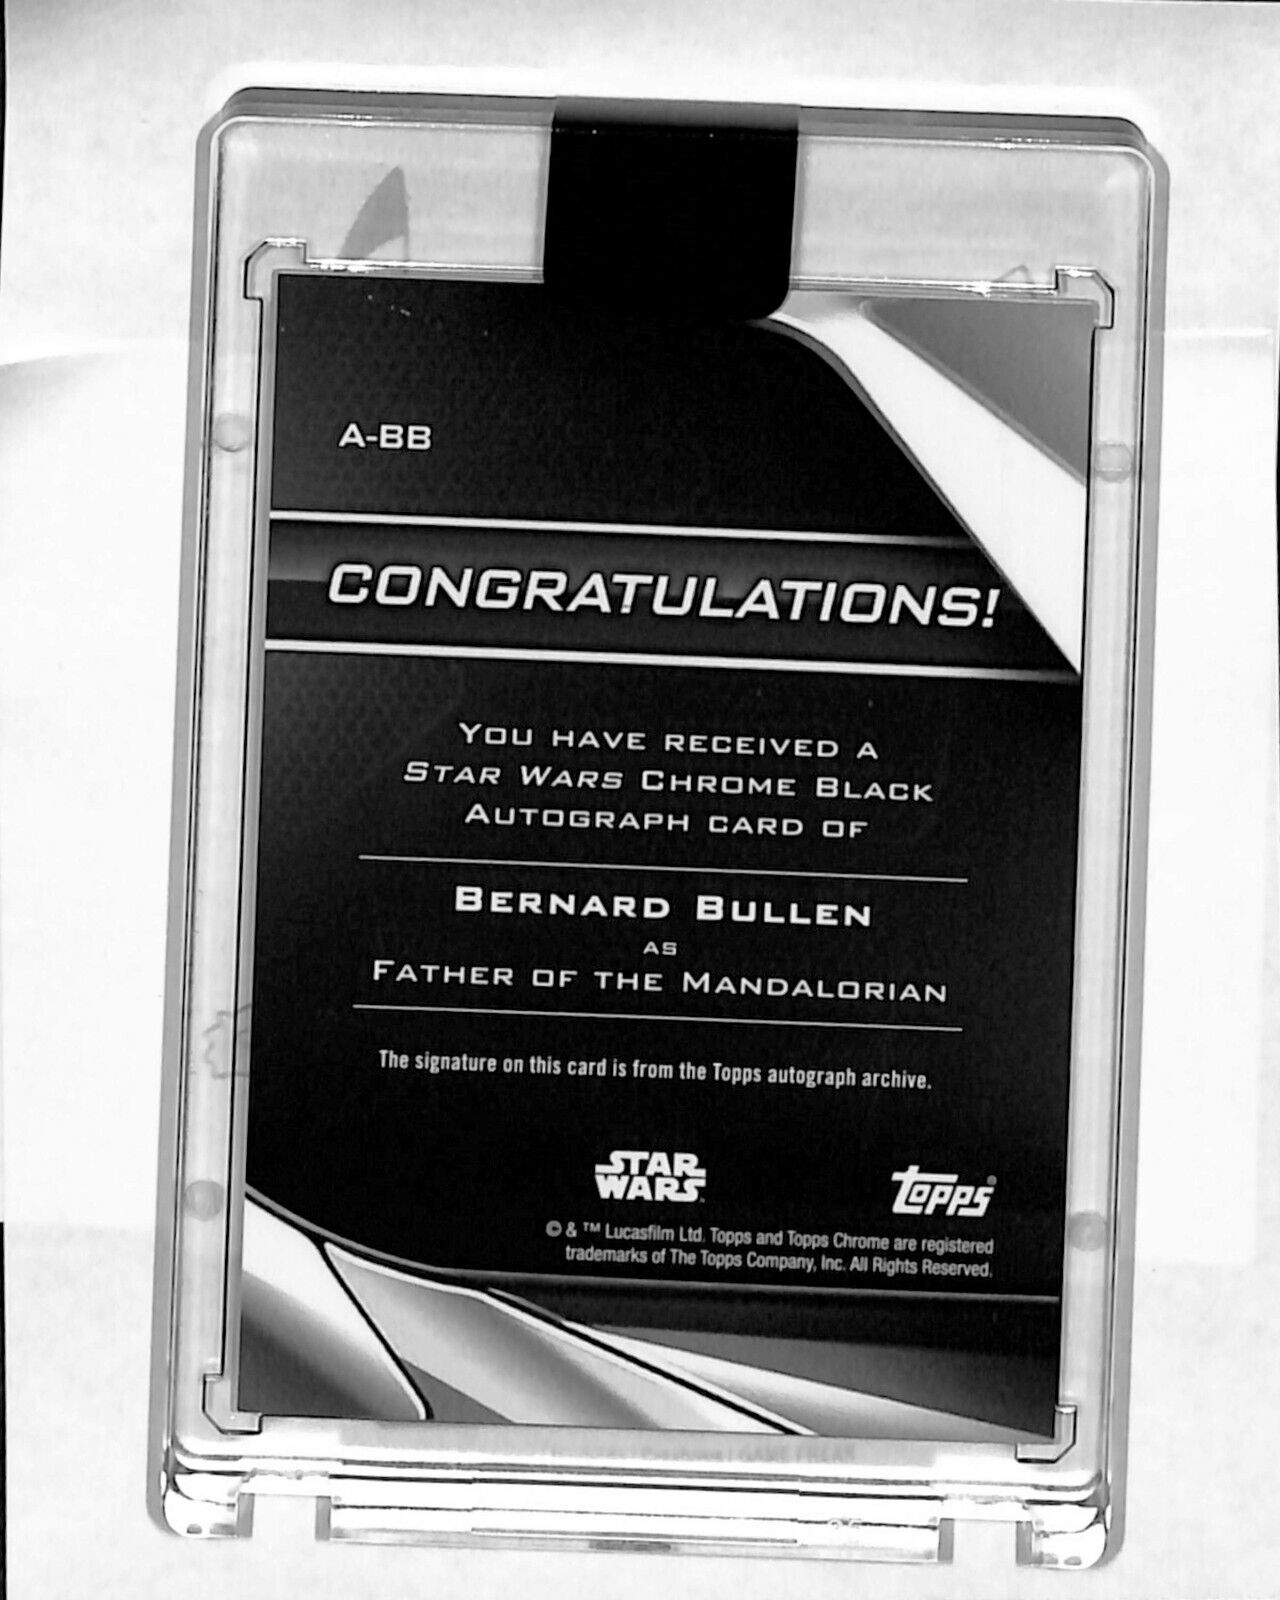 A-BB
CONGRATULATIONS!
YOU HAVE RECEIVED A
STAR WARS CHROME BLACK
AUTOGRAPH CARD OF
BERNARD BULLEN
AS
FATHER OF THE MANDALORIAN
The signature on this card is from the Topps autograph archive.
STAR
WARS
topps®
© & ™ Lucasfilm Ltd. Topps and Topps Chrome are registered
trademarks of The Topps Company, Inc. All Rights Reserved.